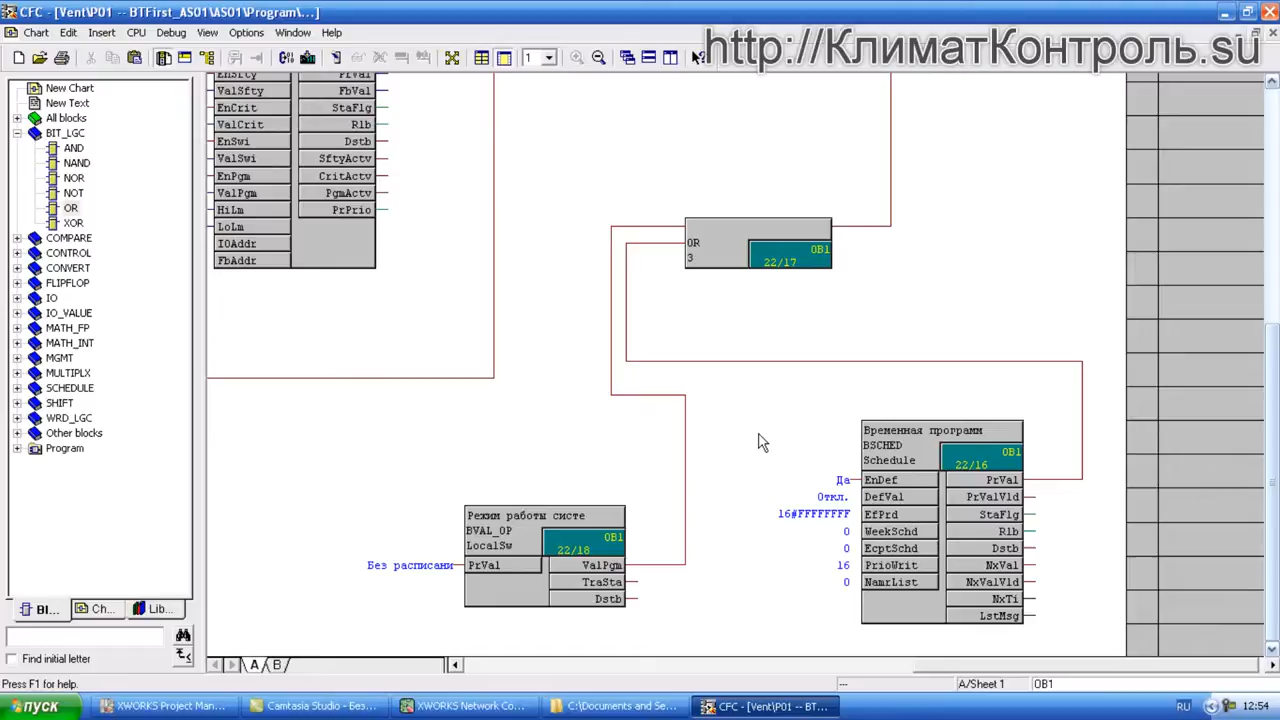 CFC - [Vent\P01 -- BTFirst_AS01\AS01\Program\...]
Chart Edit Insert CPU Debug View Options Window Help
http://КлиматКонтроль.su
1
New Chart
New Text
All blocks
BIT_LGC
AND
NAND
NOR
NOT
OR
XOR
COMPARE
CONTROL
CONVERT
FLIPFLOP
IO
IO_VALUE
MATH_FP
MATH_INT
MGMT
MULTIPLX
SCHEDULE
SHIFT
WRD_LGC
Other blocks
Program
BI... Ch... Lib...
Find initial letter
EnSfty PrVal
ValSfty FbVal
EnCrit StaFlg
ValCrit Rlb
EnSwi Dstb
ValSwi SftyActv
EnPgm CritActv
ValPgm PgmActv
HiLm PrPrio
LoLm
IOAddr
FbAddr
OR OB1
3 22/17
Временная программ
BSCHED OB1
Schedule 22/16
Да EnDef PrVal
Откл. DefVal PrValVld
16#FFFFFFFF EfPrd StaFlg
0 WeekSchd Rlb
0 EcptSchd Dstb
16 PrioWrit NxVal
0 NamrList NxValVld
NxTi
LstMsg
Режим работы систе
BVAL_OP OB1
LocalSw 22/18
Без расписани PrVal ValPgm
TraSta
Dstb
A B
Press F1 for help. --- A/Sheet 1 OB1
пуск XWORKS Project Man... Camtasia Studio - Без... XWORKS Network Co... C:\Documents and Se... CFC - [Vent\P01 -- BT... RU 12:54